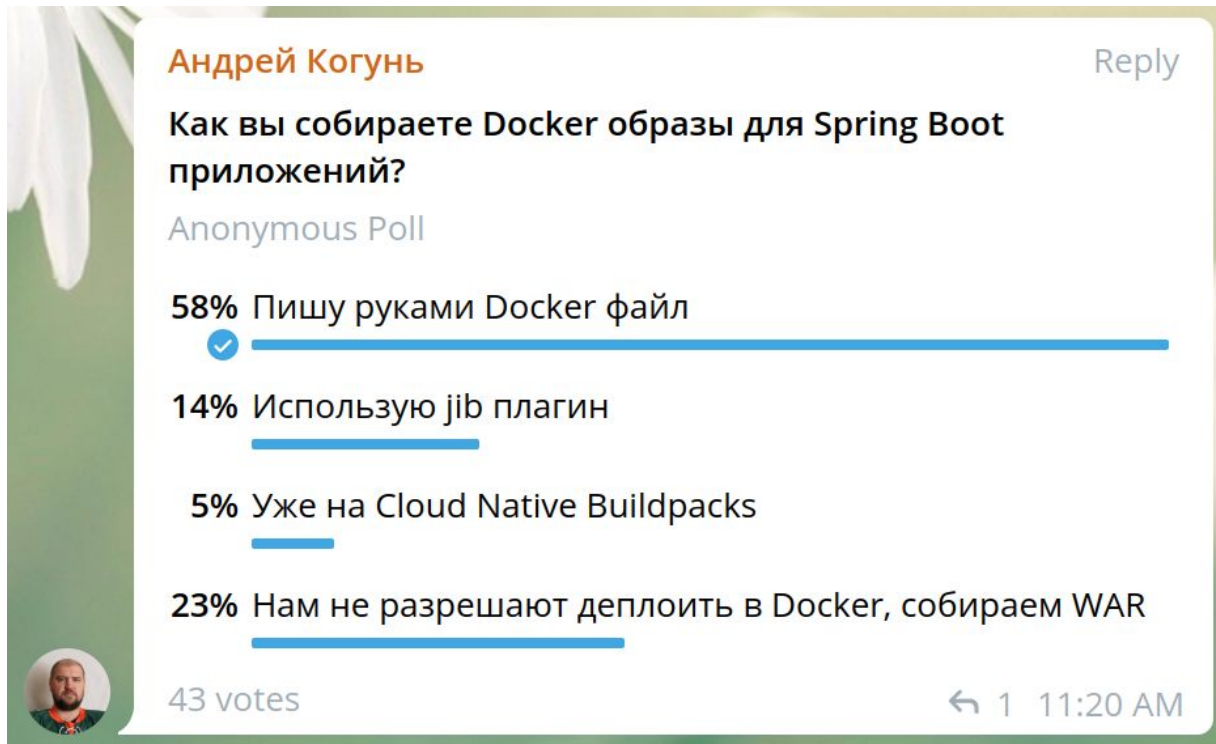 Андрей Когунь
Reply
Как вы собираете Docker образы для Spring Boot
приложений?
Anonymous Poll
58% Пишу руками Docker файл
14% Использую jib плагин
5% Уже на Cloud Native Buildpacks
23% Нам не разрешают деплоить в Docker, собираем WAR
43 votes
1 11:20 AM